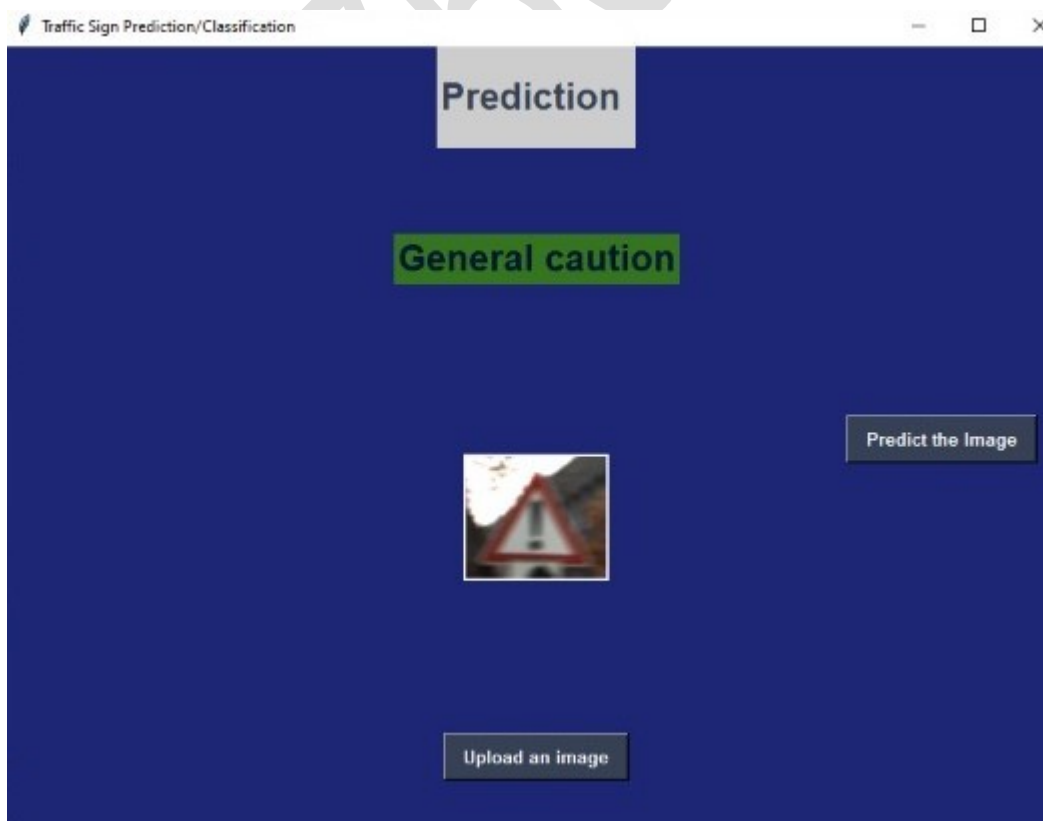 Traffic Sign Prediction/Classification
Prediction
General caution
Predict the Image
!
Upload an image